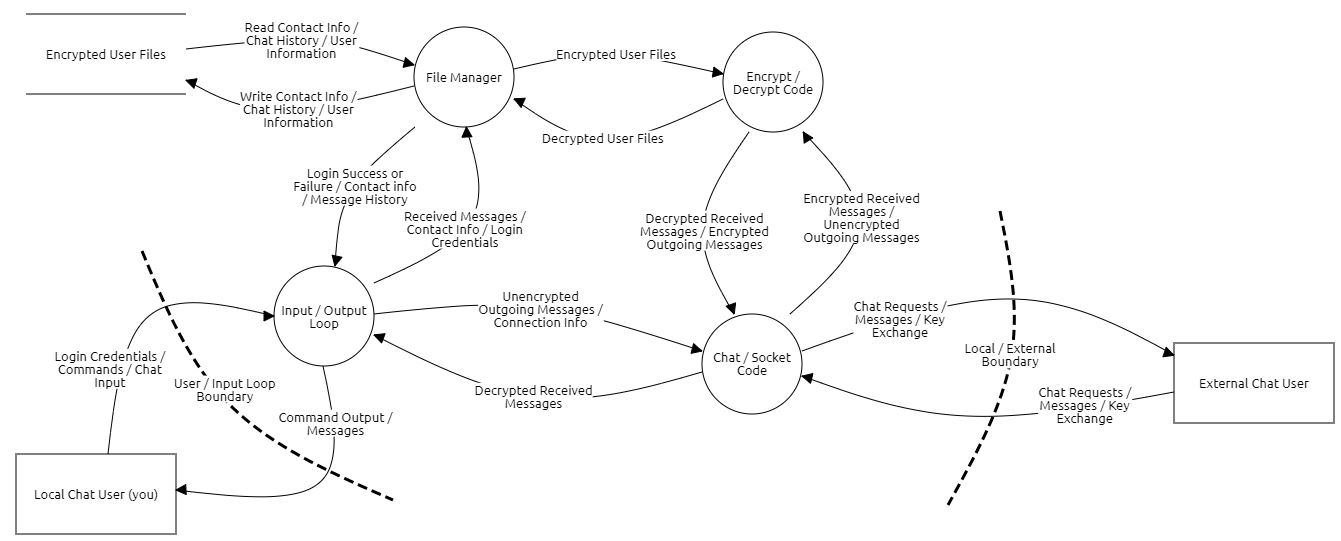 Encrypted User Files
Read Contact Info /
Chat History / User
Information
Write Contact Info /
Chat History / User
Information
File Manager
Encrypted User Files
Decrypted User Files
Encrypt /
Decrypt Code
Login Success or
Failure / Contact info
/ Message History
Received Messages /
Contact Info / Login
Credentials
Decrypted Received
Messages / Encrypted
Outgoing Messages
Encrypted Received
Messages /
Unencrypted
Outgoing Messages
Input / Output
Loop
Unencrypted
Outgoing Messages /
Connection Info
Decrypted Received
Messages
Chat / Socket
Code
Chat Requests /
Messages / Key
Exchange
Local / External
Boundary
Chat Requests /
Messages / Key
Exchange
External Chat User
Login Credentials /
Commands / Chat
Input
User / Input Loop
Boundary
Command Output /
Messages
Local Chat User (you)